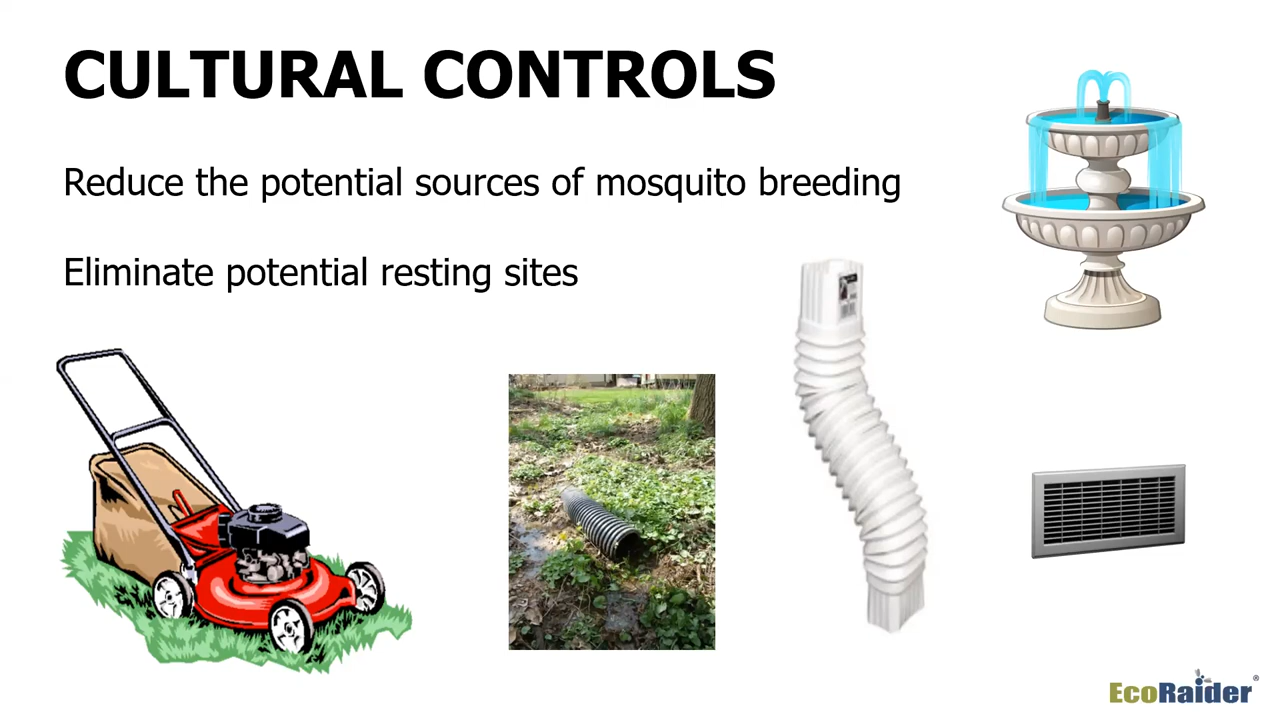 CULTURAL CONTROLS
Reduce the potential sources of mosquito breeding
Eliminate potential resting sites
EcoRaider®